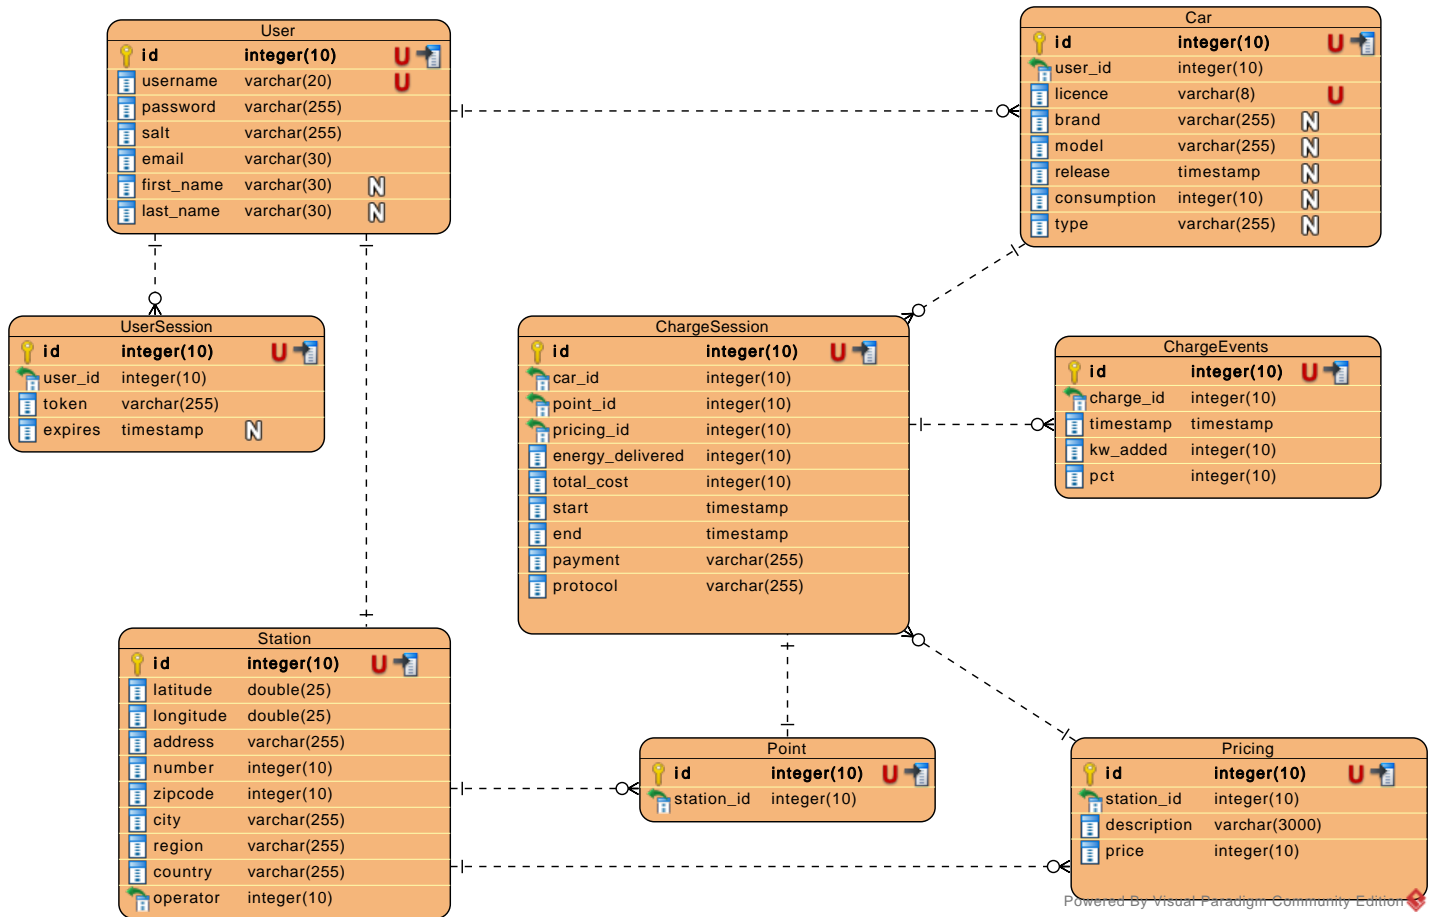 User
id integer(10) U
username varchar(20) U
password varchar(255)
salt varchar(255)
email varchar(30)
first_name varchar(30) N
last_name varchar(30) N
Car
id integer(10) U
user_id integer(10)
licence varchar(8) U
brand varchar(255) N
model varchar(255) N
release timestamp N
consumption integer(10) N
type varchar(255) N
UserSession
id integer(10) U
user_id integer(10)
token varchar(255)
expires timestamp N
ChargeSession
id integer(10) U
car_id integer(10)
point_id integer(10)
pricing_id integer(10)
energy_delivered integer(10)
total_cost integer(10)
start timestamp
end timestamp
payment varchar(255)
protocol varchar(255)
ChargeEvents
id integer(10) U
charge_id integer(10)
timestamp timestamp
kw_added integer(10)
pct integer(10)
Station
id integer(10) U
latitude double(25)
longitude double(25)
address varchar(255)
number integer(10)
zipcode integer(10)
city varchar(255)
region varchar(255)
country varchar(255)
operator integer(10)
Point
id integer(10) U
station_id integer(10)
Pricing
id integer(10) U
station_id integer(10)
description varchar(3000)
price integer(10)
Powered By Visual Paradigm Community Edition